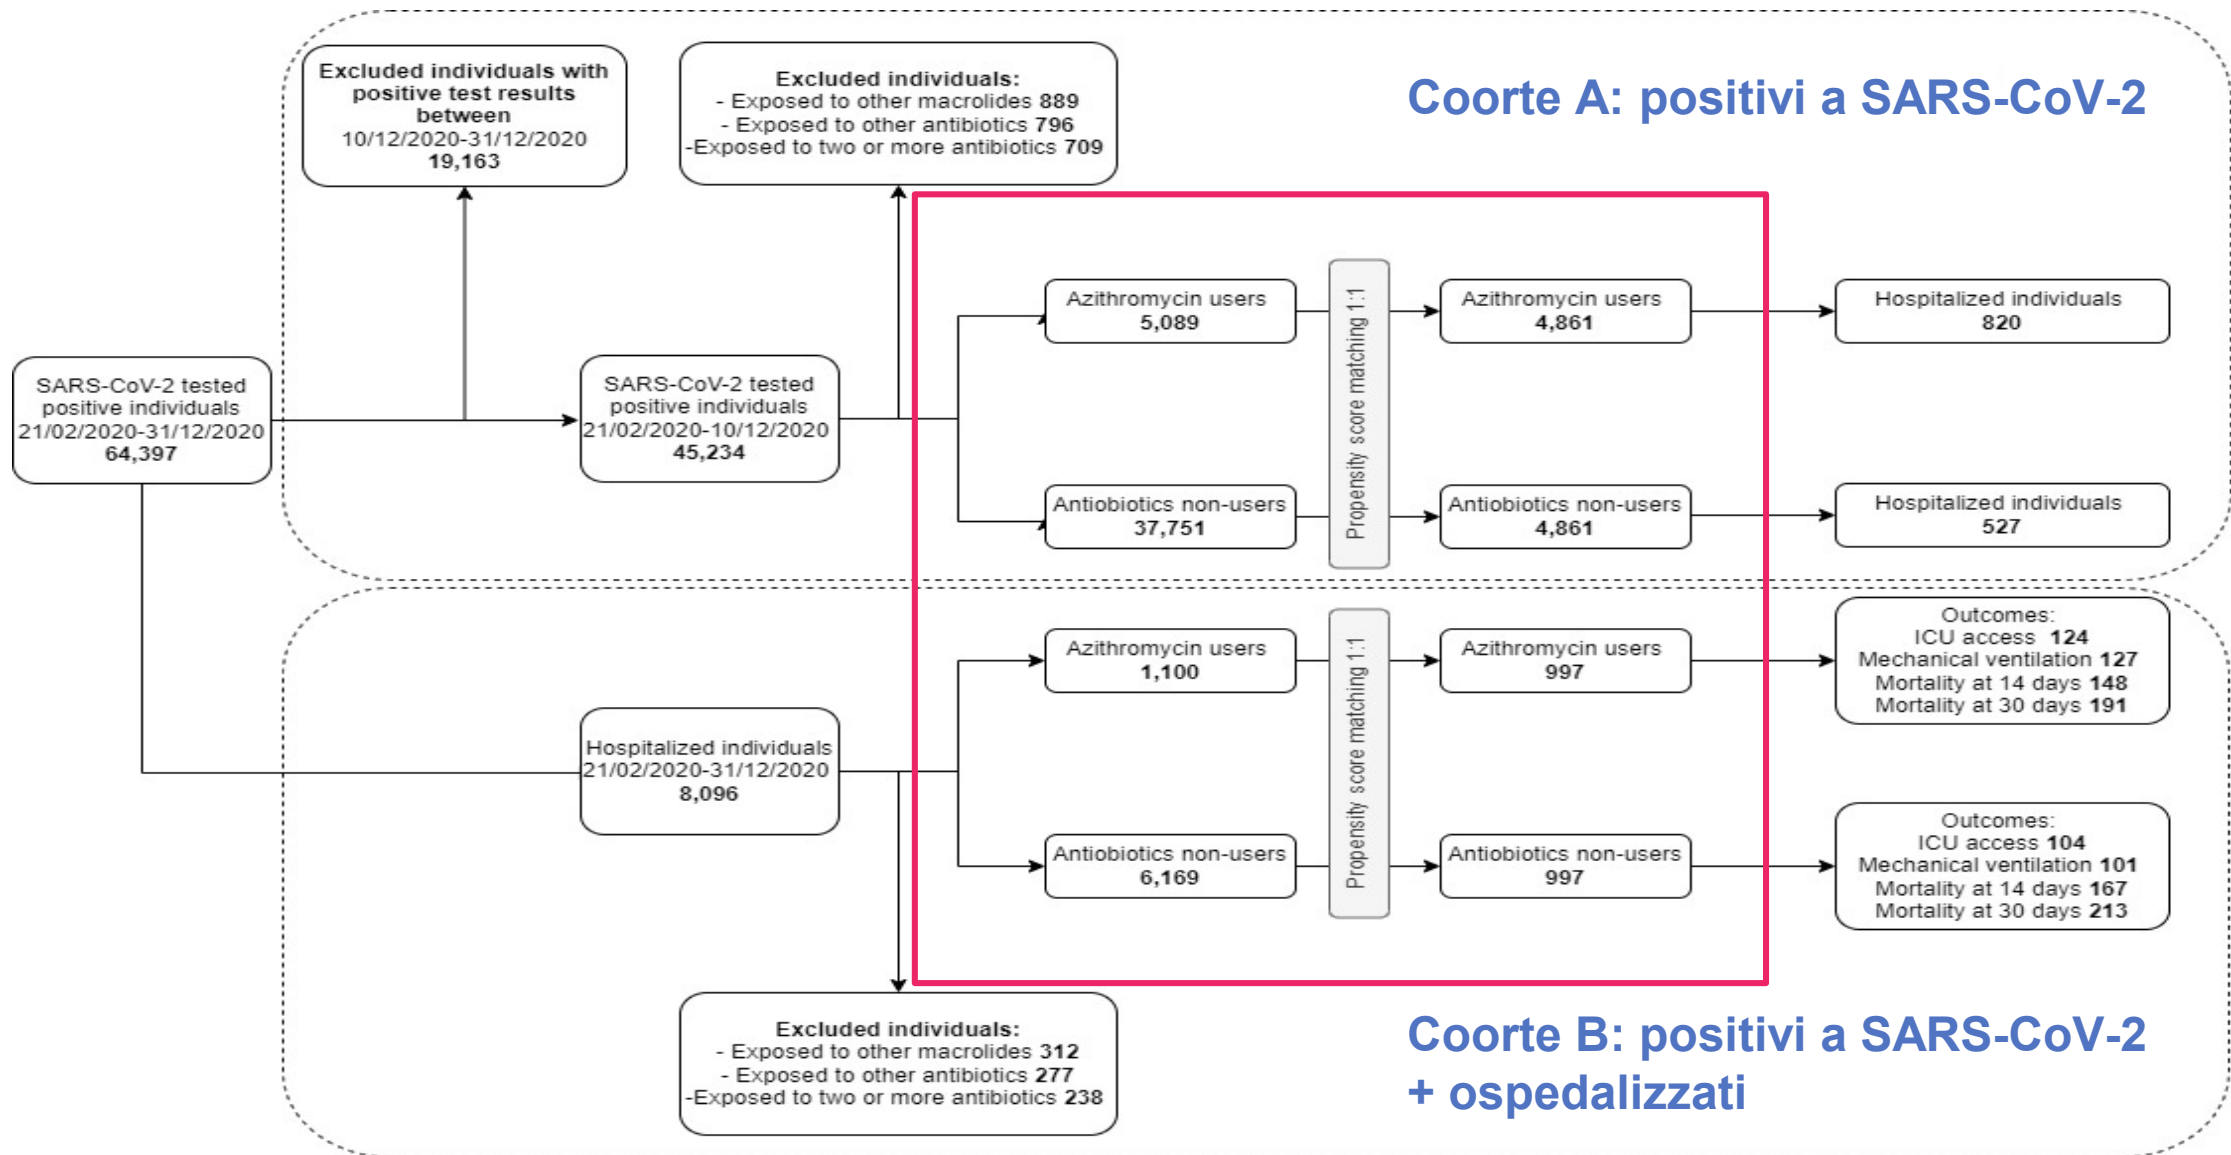 Excluded individuals with
positive test results
between
10/12/2020-31/12/2020
19,163
Excluded individuals:
- Exposed to other macrolides 889
- Exposed to other antibiotics 796
-Exposed to two or more antibiotics 709
Coorte A: positivi a SARS-CoV-2
SARS-CoV-2 tested
positive individuals
21/02/2020-31/12/2020
64,397
SARS-CoV-2 tested
positive individuals
21/02/2020-10/12/2020
45,234
Azithromycin users
5,089
Propensity score matching 1:1
Azithromycin users
4,861
Hospitalized individuals
820
Antiobiotics non-users
37,751
Antiobiotics non-users
4,861
Hospitalized individuals
527
Hospitalized individuals
21/02/2020-31/12/2020
8,096
Azithromycin users
1,100
Propensity score matching 1:1
Azithromycin users
997
Outcomes:
ICU access 124
Mechanical ventilation 127
Mortality at 14 days 148
Mortality at 30 days 191
Antiobiotics non-users
6,169
Antiobiotics non-users
997
Outcomes:
ICU access 104
Mechanical ventilation 101
Mortality at 14 days 167
Mortality at 30 days 213
Excluded individuals:
- Exposed to other macrolides 312
- Exposed to other antibiotics 277
-Exposed to two or more antibiotics 238
Coorte B: positivi a SARS-CoV-2
+ ospedalizzati